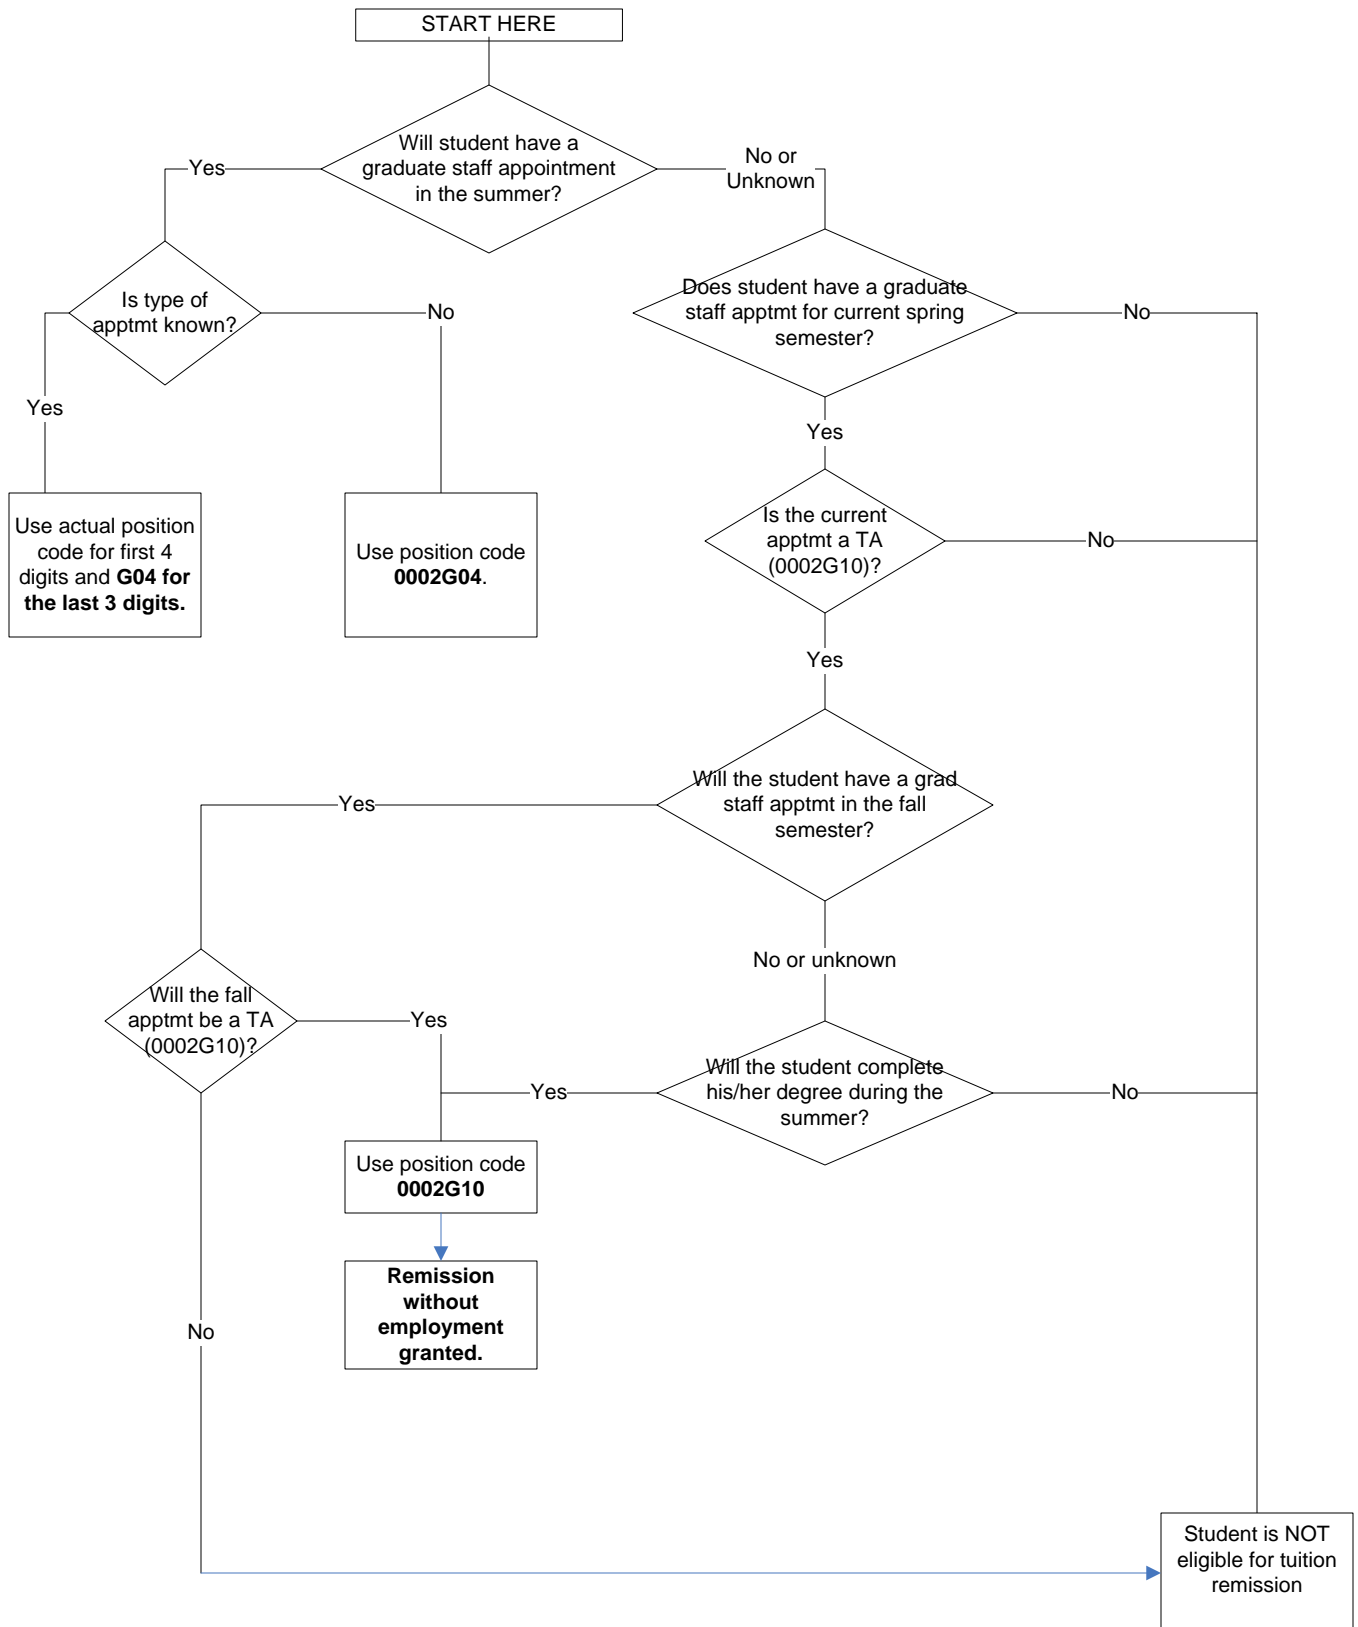 START HERE
Will student have a
graduate staff appointment
in the summer?
Yes
No or
Unknown
Is type of
apptmt known?
No
Does student have a graduate
staff apptmt for current spring
semester?
No
Yes
Yes
Use actual position
code for first 4
digits and G04 for
the last 3 digits.
Use position code
0002G04.
Is the current
apptmt a TA
(0002G10)?
No
Yes
Will the student have a grad
staff apptmt in the fall
semester?
Yes
No or unknown
Will the fall
apptmt be a TA
(0002G10)?
Yes
Will the student complete
his/her degree during the
summer?
Yes
No
Use position code
0002G10
Remission
without
employment
granted.
No
Student is NOT
eligible for tuition
remission